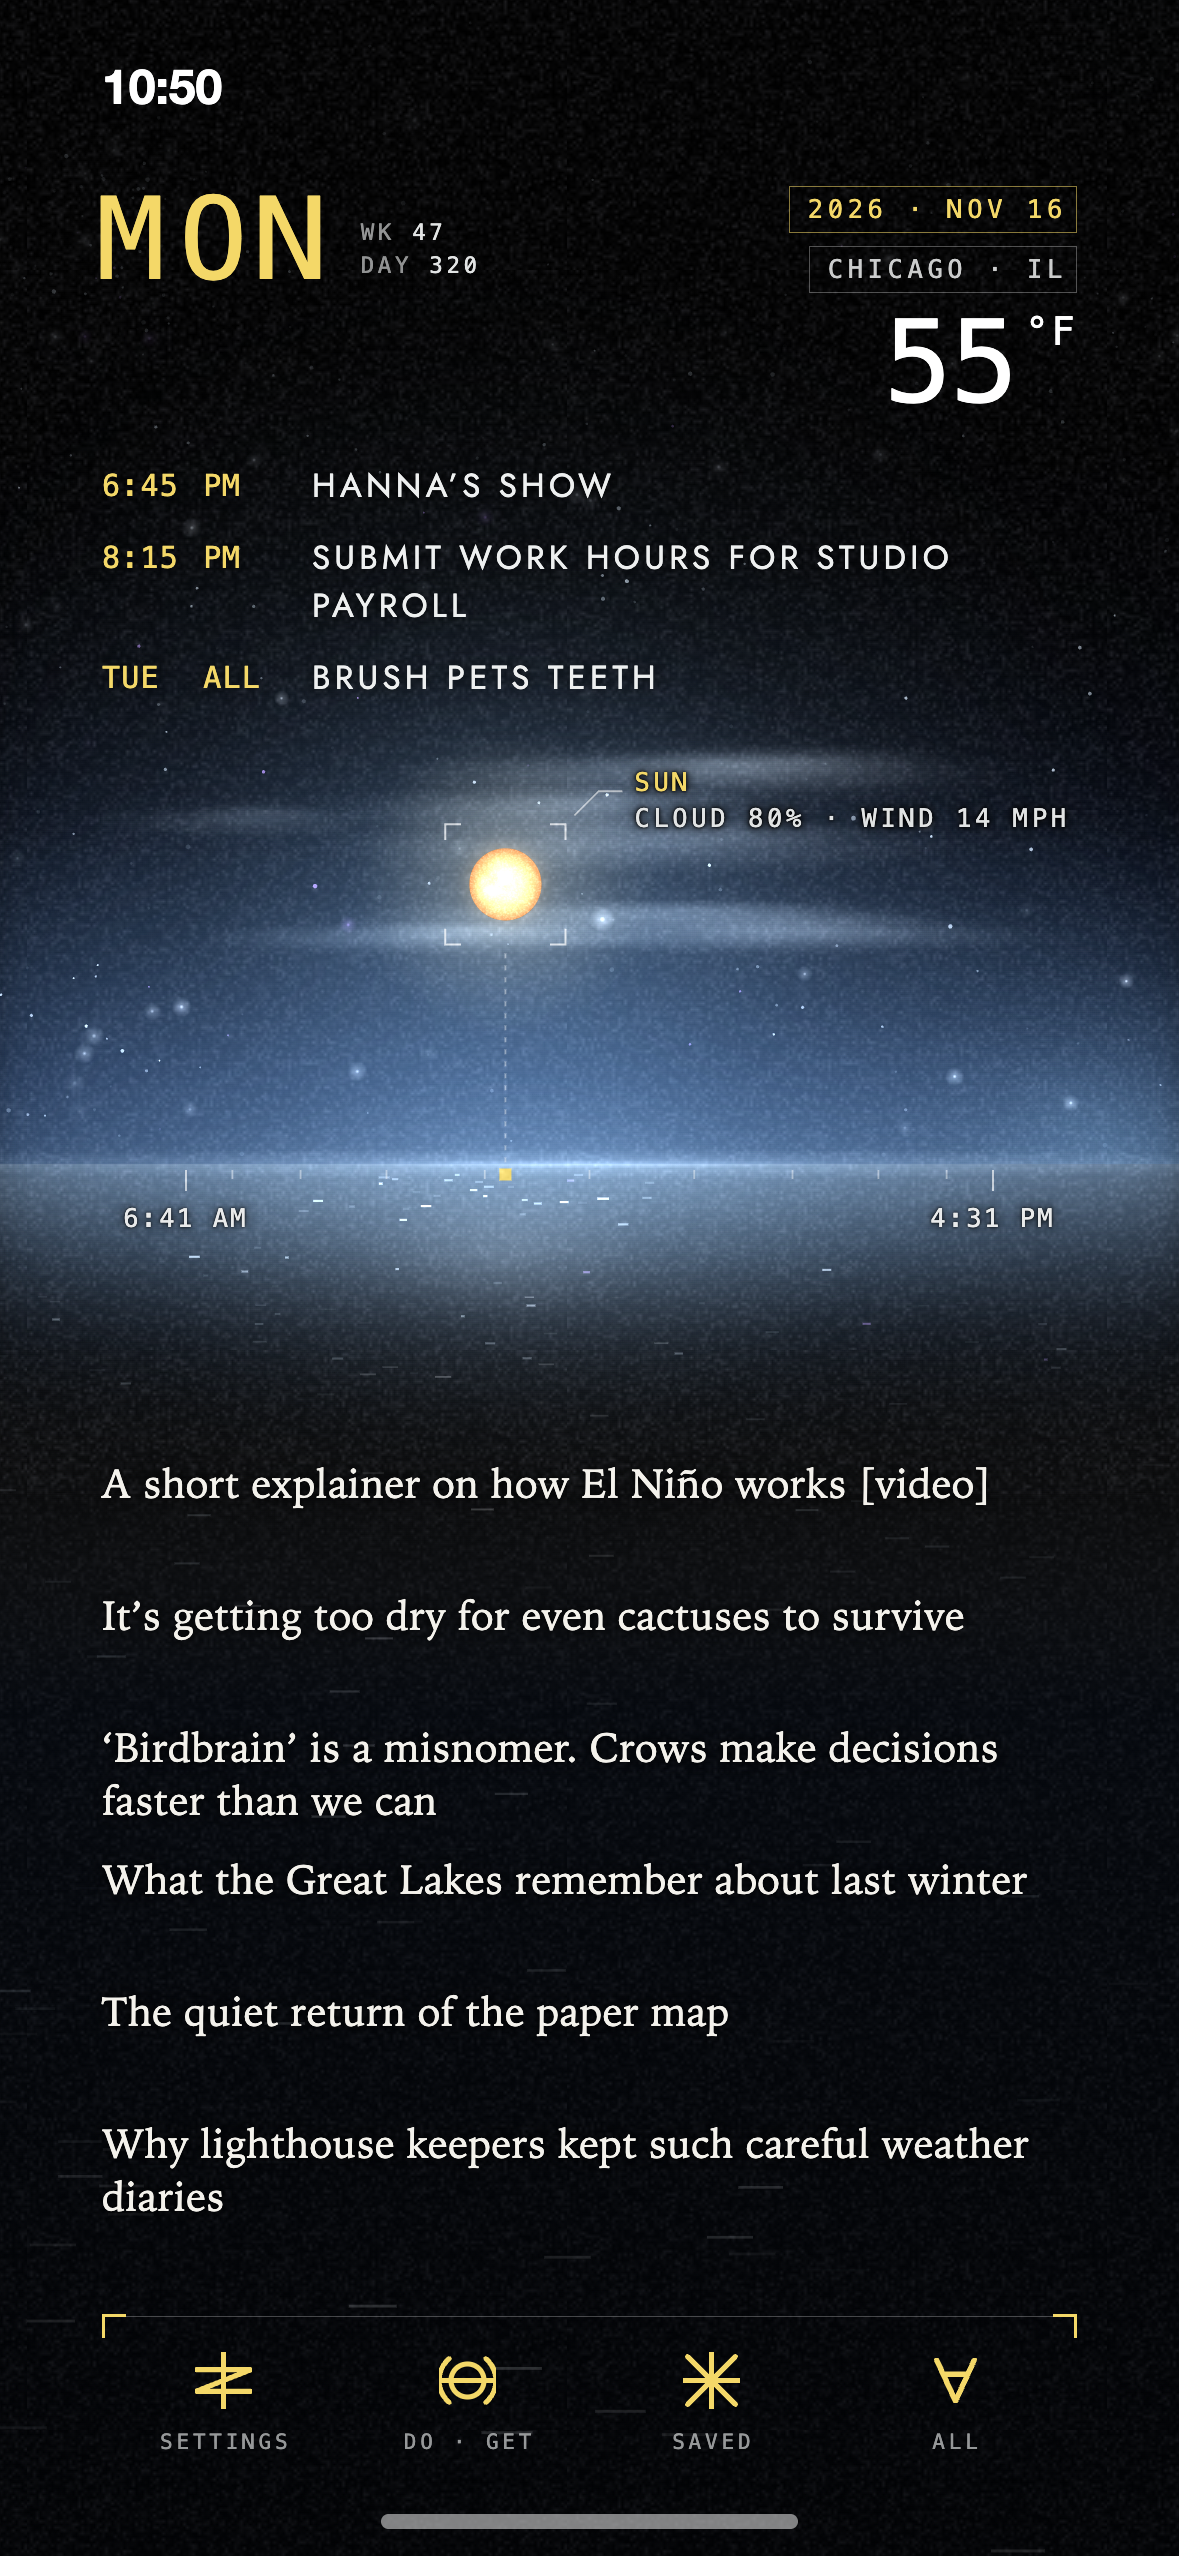 10:50
MON
WK 47
DAY 320
2026 · NOV 16
CHICAGO · IL
55 °F
6:45 PM HANNA’S SHOW
8:15 PM SUBMIT WORK HOURS FOR STUDIO
PAYROLL
TUE ALL BRUSH PETS TEETH
SUN
CLOUD 80% · WIND 14 MPH
6:41 AM
4:31 PM
A short explainer on how El Niño works [video]
It’s getting too dry for even cactuses to survive
‘Birdbrain’ is a misnomer. Crows make decisions
faster than we can
What the Great Lakes remember about last winter
The quiet return of the paper map
Why lighthouse keepers kept such careful weather
diaries
SETTINGS
DO · GET
SAVED
ALL